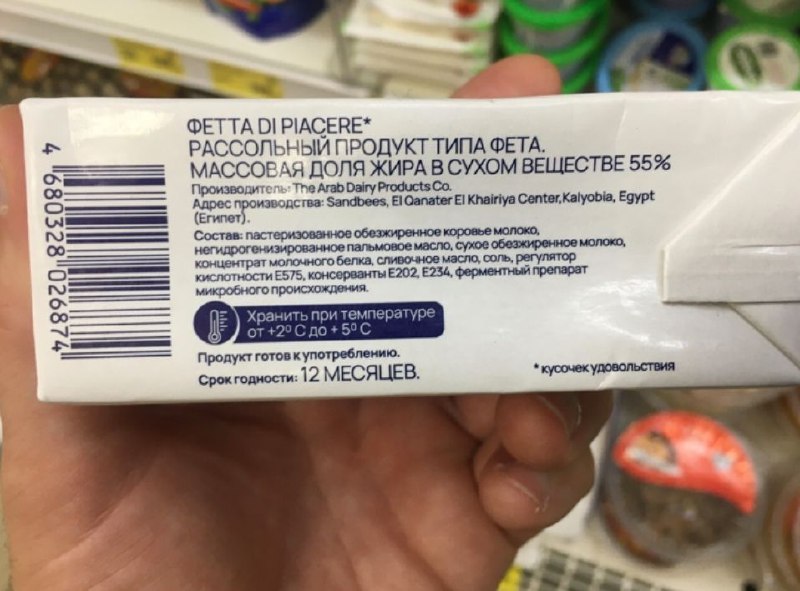 ФЕТТА DI PIACERE*
РАССОЛЬНЫЙ ПРОДУКТ ТИПА ФЕТА.
МАССОВАЯ ДОЛЯ ЖИРА В СУХОМ ВЕЩЕСТВЕ 55%
Производитель: The Arab Dairy Products Co.
Адрес производства: Sandbees, El Qanater El Khairiya Center, Kalyobia, Egypt
(Египет).
Состав: пастеризованное обезжиренное коровье молоко,
негидрогенизированное пальмовое масло, сухое обезжиренное молоко,
концентрат молочного белка, сливочное масло, соль, регулятор
кислотности Е575, консерванты Е202, Е234, ферментный препарат
микробного происхождения.
Хранить при температуре
от +2⁰ С до + 5⁰ С
Продукт готов к употреблению.
Срок годности: 12 МЕСЯЦЕВ.
* кусочек удовольствия
4 680328 026874